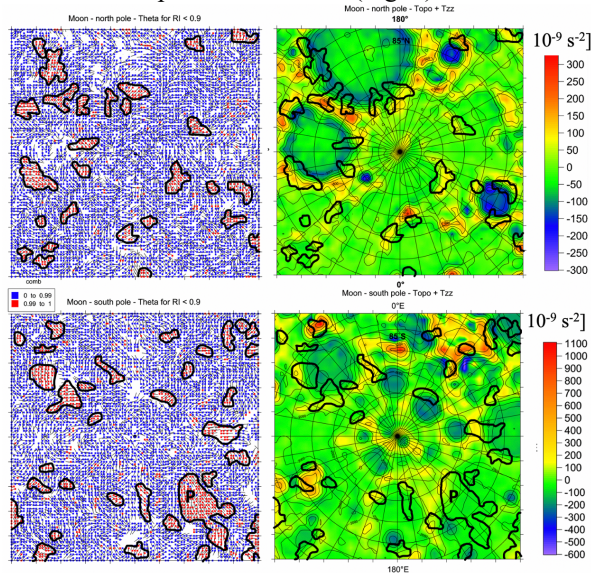 Moon - north pole - Theta for RI < 0.9
Moon - north pole - Topo + Tzz
180°
85°N
10-9 s-2]
300
250
200
150
100
50
0
-50
-100
-150
-200
-250
-300
0°
comb
0 to 0.99
0.99 to 1
Moon - south pole - Theta for RI < 0.9
Moon - south pole - Topo + Tzz
0°E
85°S
10-9 s-2]
1100
1000
900
800
700
600
500
400
300
200
100
0
-100
-200
-300
-400
-500
-600
P
P
180°E